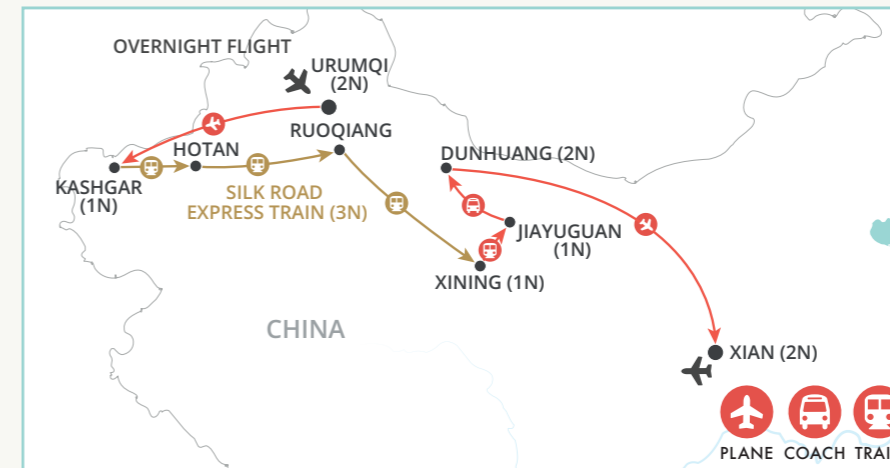 OVERNIGHT FLIGHT
URUMQI
(2N)
RUOQIANG
HOTAN
KASHGAR
(1N)
SILK ROAD
EXPRESS TRAIN (3N)
DUNHUANG (2N)
JIAYUGUAN
(1N)
XINING (1N)
CHINA
XIAN (2N)
PLANE COACH TRAI